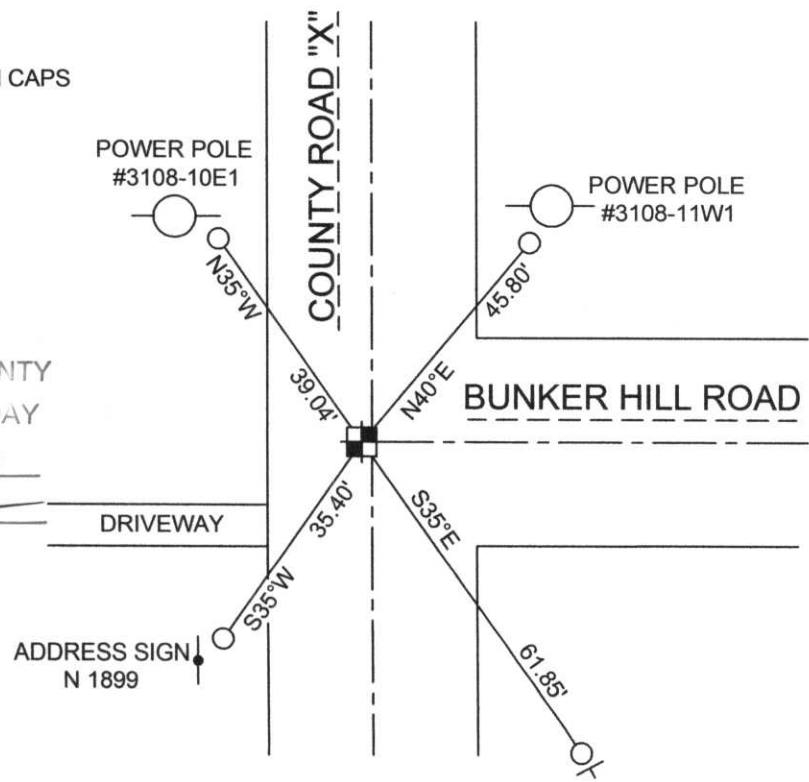 CAPS
POWER POLE
#3108-10E1
COUNTY ROAD "X"
POWER POLE
#3108-11W1
N35°W
39.04'
45.80'
N40°E
BUNKER HILL ROAD
DRIVEWAY
35.40'
S35°W
S35°E
61.85'
ADDRESS SIGN
N 1899